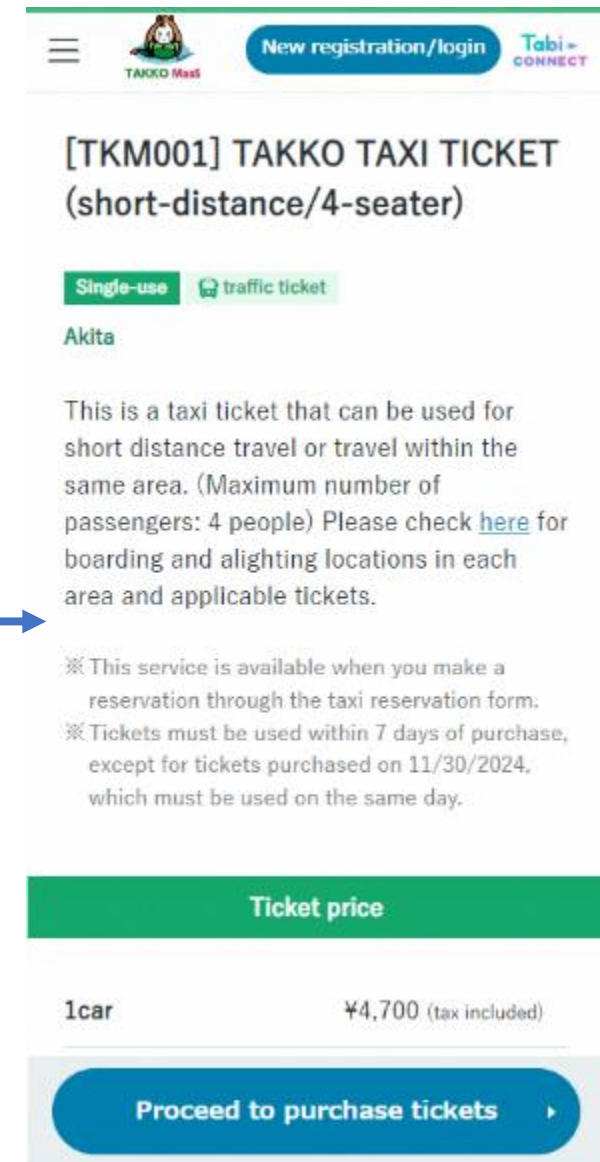 TAKKO MaaS
New registration/login
Tabi-
CONNECT
[TKM001] TAKKO TAXI TICKET
(short-distance/4-seater)
Single-use
traffic ticket
Akita
This is a taxi ticket that can be used for
short distance travel or travel within the
same area. (Maximum number of
passengers: 4 people) Please check here for
boarding and alighting locations in each
area and applicable tickets.
※This service is available when you make a
reservation through the taxi reservation form.
※Tickets must be used within 7 days of purchase,
except for tickets purchased on 11/30/2024,
which must be used on the same day.
Ticket price
1car ¥4,700 (tax included)
Proceed to purchase tickets